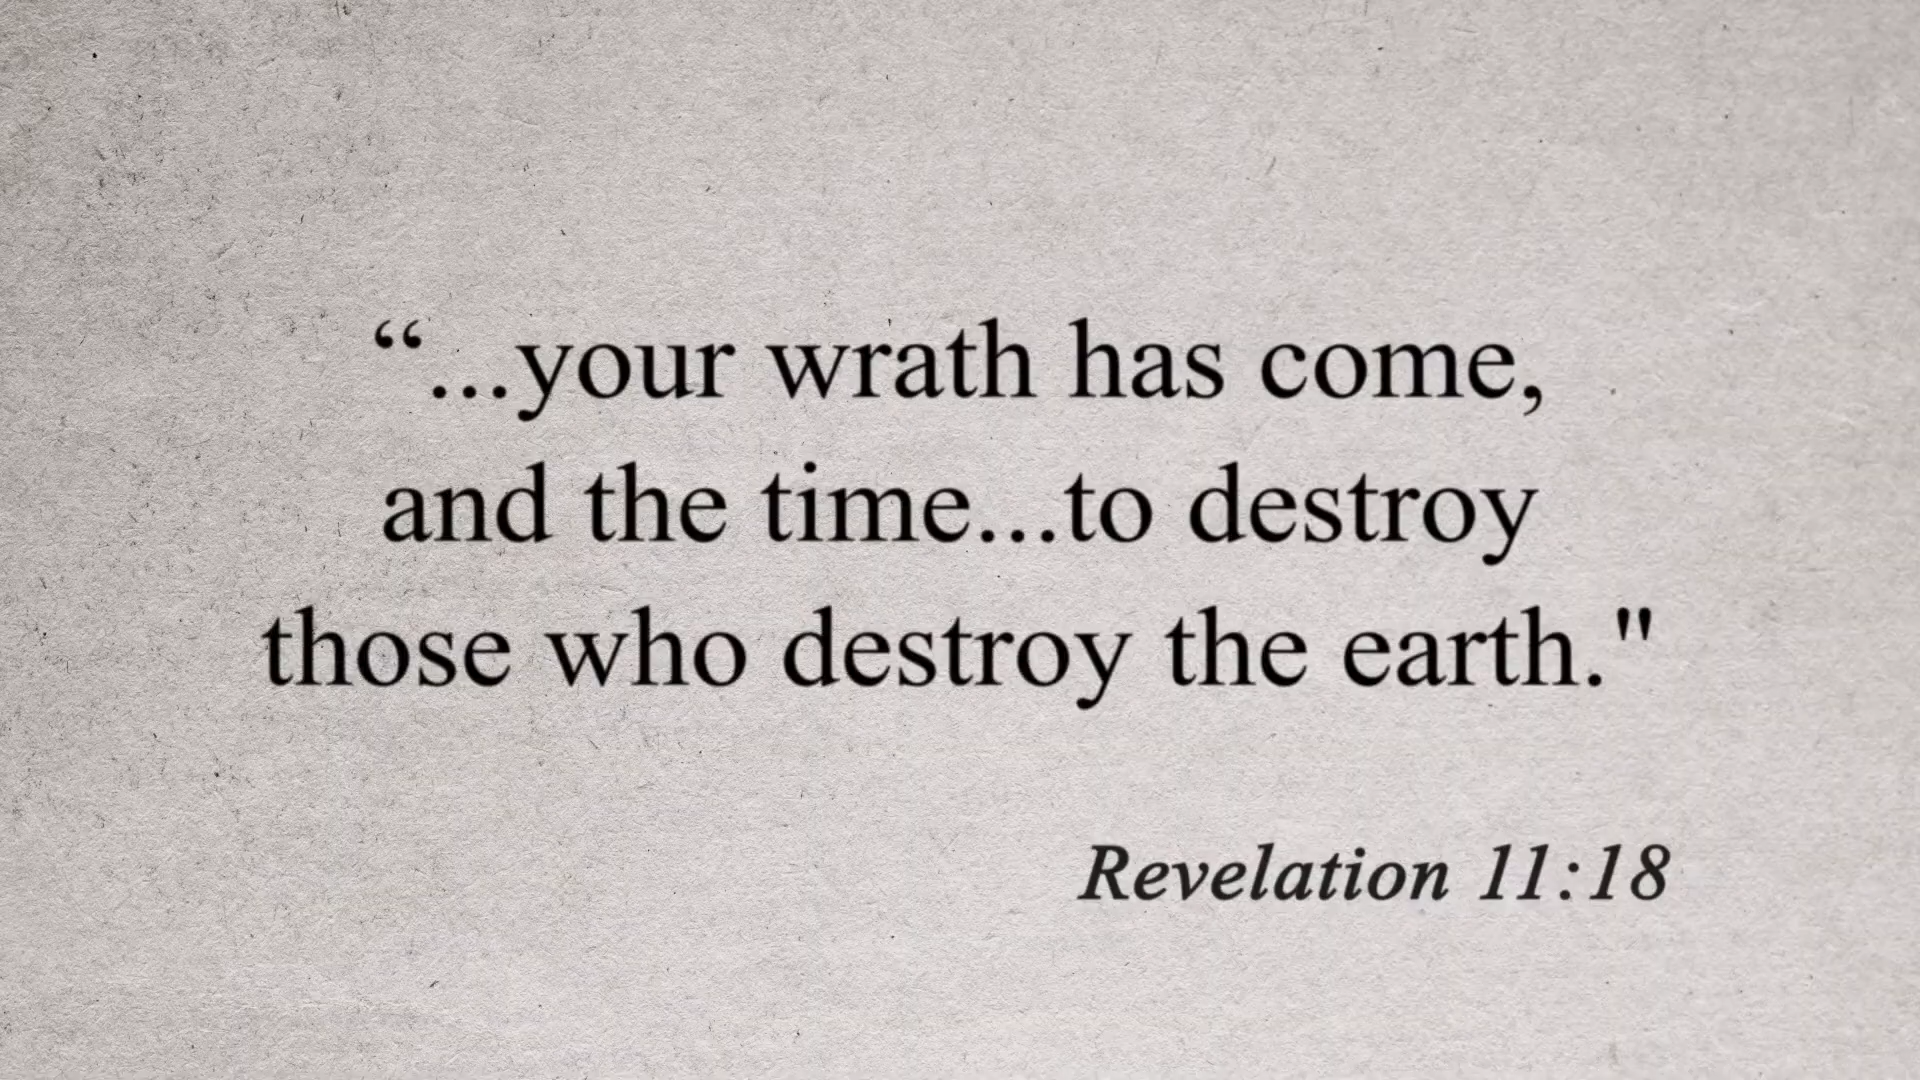 “...your wrath has come,
and the time...to destroy
those who destroy the earth."
Revelation 11:18